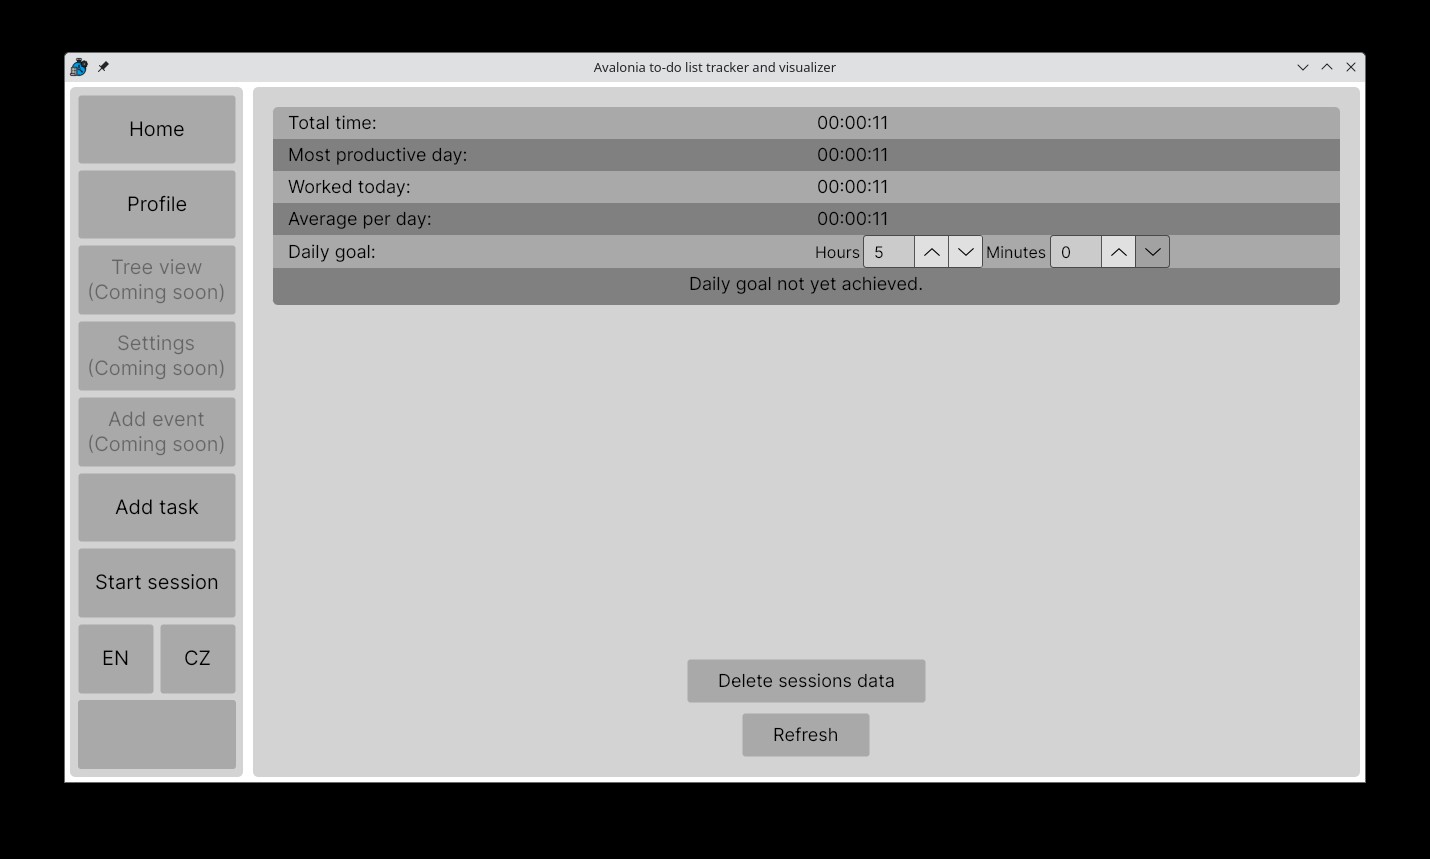 Avalonia to-do list tracker and visualizer
Home
Profile
Tree view
(Coming soon)
Settings
(Coming soon)
Add event
(Coming soon)
Add task
Start session
EN CZ
Total time: 00:00:11
Most productive day: 00:00:11
Worked today: 00:00:11
Average per day: 00:00:11
Daily goal: Hours 5 Minutes 0
Daily goal not yet achieved.
Delete sessions data
Refresh